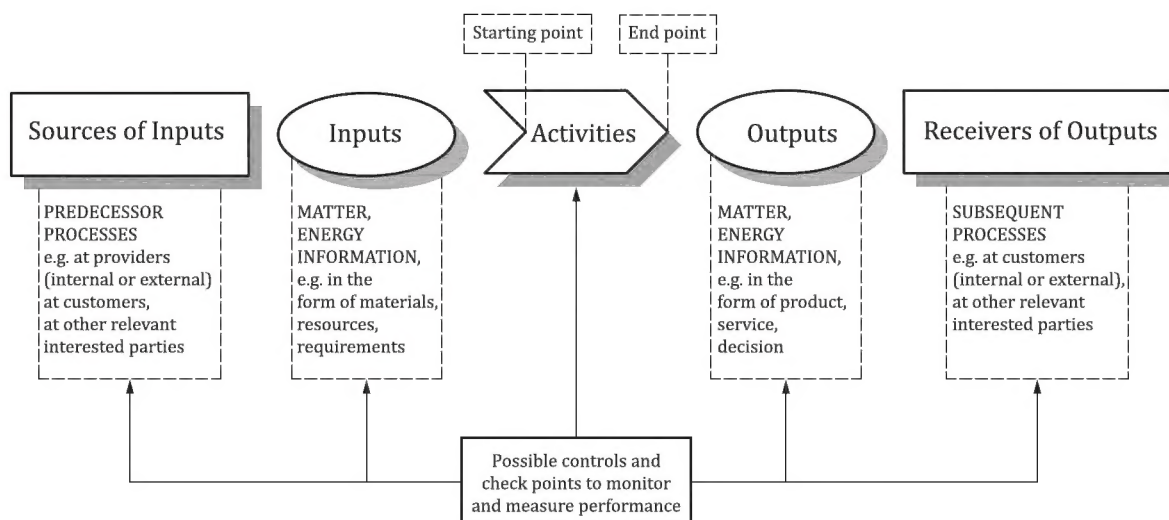 Starting point
End point
Sources of Inputs
Inputs
Activities
Outputs
Receivers of Outputs
PREDECESSOR
PROCESSES
e.g. at providers
(internal or external)
at customers,
at other relevant
interested parties
MATTER,
ENERGY
INFORMATION,
e.g. in the
form of materials,
resources,
requirements
MATTER,
ENERGY
INFORMATION,
e.g. in the
form of product,
service,
decision
SUBSEQUENT
PROCESSES
e.g. at customers
(internal or external),
at other relevant
interested parties
Possible controls and
check points to monitor
and measure performance